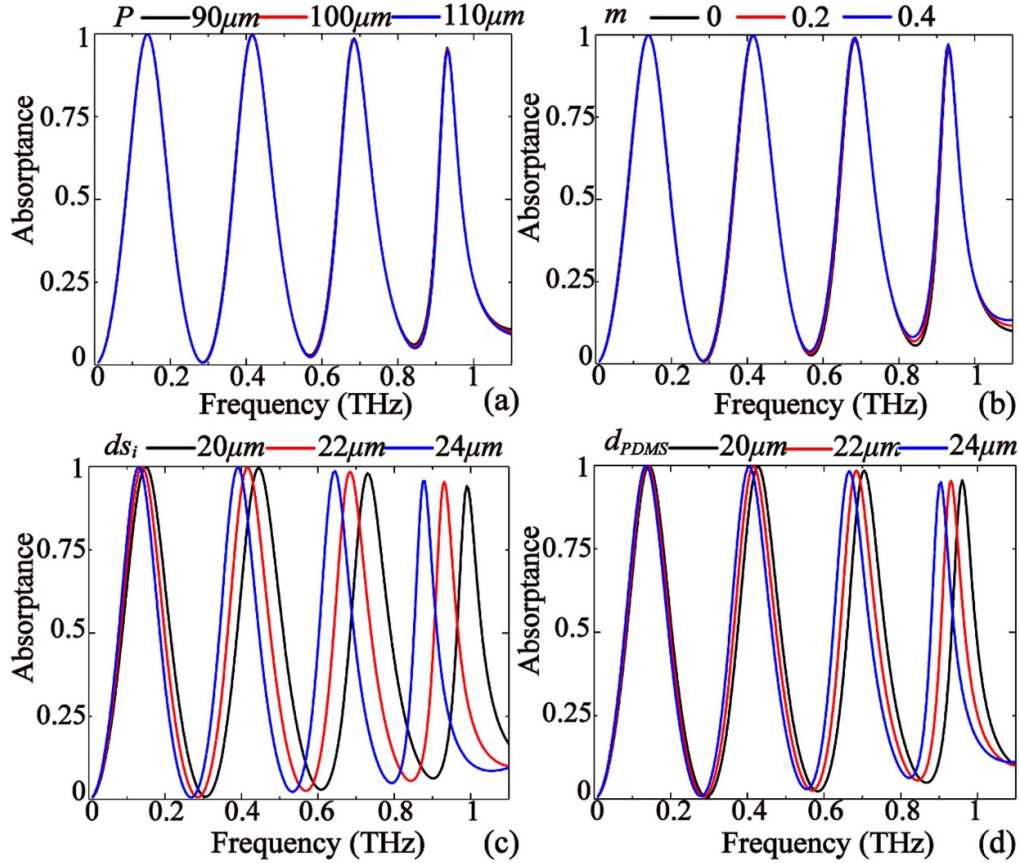 P 90μm 100μm 110μm
1
0.75
0.5
0.25
0
Absorptance
0 0.2 0.4 0.6 0.8 1
Frequency (THz)
(a)
m 0 0.2 0.4
1
0.75
0.5
0.25
0
Absorptance
0 0.2 0.4 0.6 0.8 1
Frequency (THz)
(b)
dsi 20μm 22μm 24μm
1
0.75
0.5
0.25
0
Absorptance
0 0.2 0.4 0.6 0.8 1
Frequency (THz)
(c)
dPDMS 20μm 22μm 24μm
1
0.75
0.5
0.25
0
Absorptance
0 0.2 0.4 0.6 0.8 1
Frequency (THz)
(d)